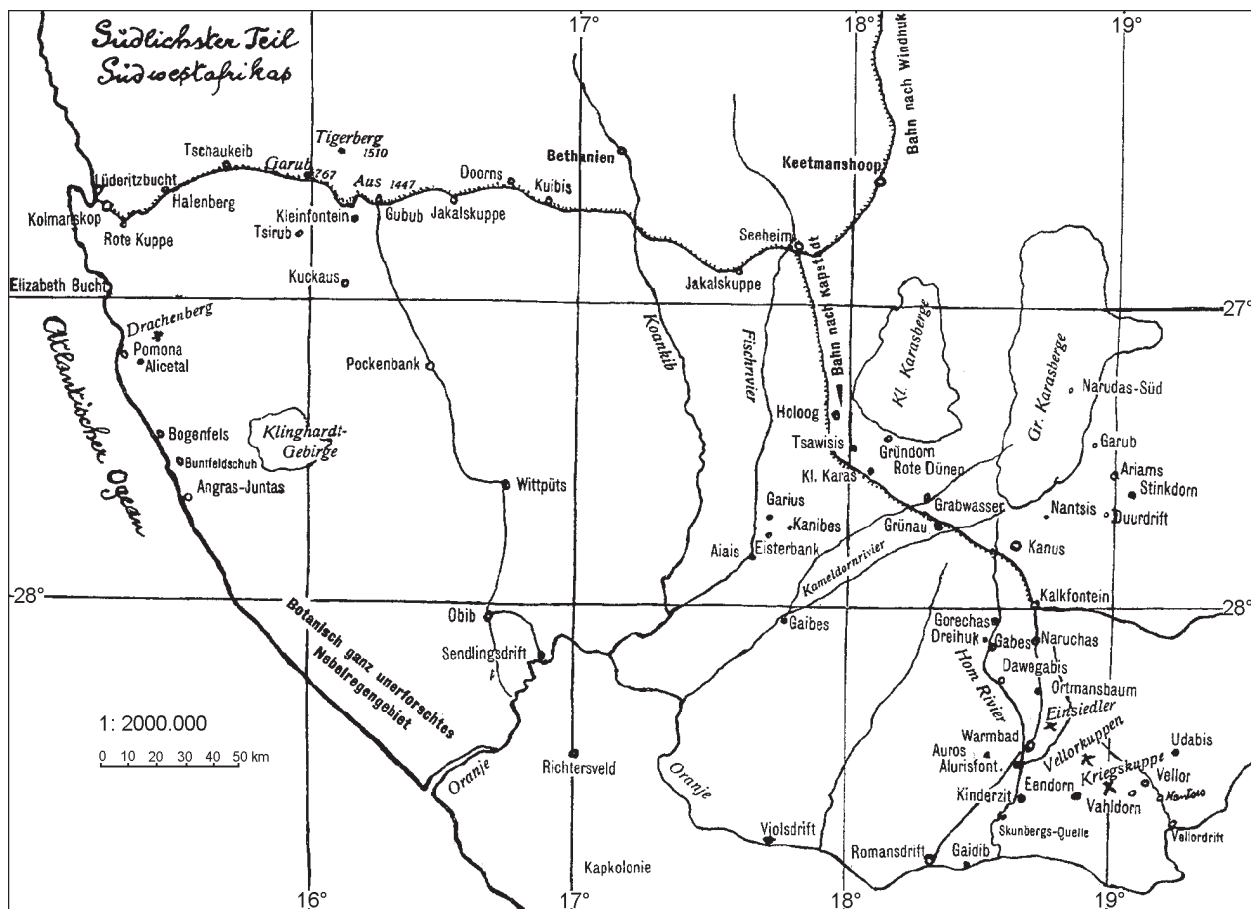 Südlichster Teil
Südwestafrikas
17°
18°
19°
Bahn nach Windhuk
Tigerberg
1510
Tschaukeib
Garub
767
Bethanien
Keetmanshoop
Lüderitzbucht
Halenberg
Aus 1447
Doorns
Kuibis
Kolmanskop
Rote Kuppe
Kleinfontein
Gubub
Jakalskuppe
Tsirub
Seeheim
Kuckaus
Jakalskuppe
Bahn nach Kapstadt
Elizabeth Bucht
27°
Drachenberg
Pomona
Alicetal
Atlantischer Ozean
Pockenbank
Koankib
Fischrivier
Kl. Karasberge
Gr. Karasberge
Narudas-Süd
Holoog
Bogenfels
Klinghardt-
Gebirge
Buntfeldschuh
Tsawisis
Gründorn
Garub
Kl. Karas
Rote Dünen
Ariams
Angras-Juntas
Wittpüts
Stinkdorn
Garius
Grabwasser
Nantsis
Duurdrift
Kanibes
Grünau
Aiais
Eisterbank
Kanus
Kameldornrivier
28°
Kalkfontein
28°
Botanisch ganz unerforschtes
Nebelregengebiet
Obib
Gaibes
Gorechas
Dreihuk
Gabes
Naruchas
Sendlingsdrift
Hom Rivier
Dawegabis
Ortmansbaum
1: 2000.000
Einsiedler
0 10 20 30 40 50 km
Warmbad
Vellorkuppen
Udabis
Auros
Alurisfont.
Kriegskuppe
Oranje
Richtersveld
Oranje
Eendorn
Vellor
Kinderzit
Vahldorn
Skunbergs-Quelle
Vellordrift
Violsdrift
Romansdrift
Gaidib
Kapkolonie
16°
17°
18°
19°